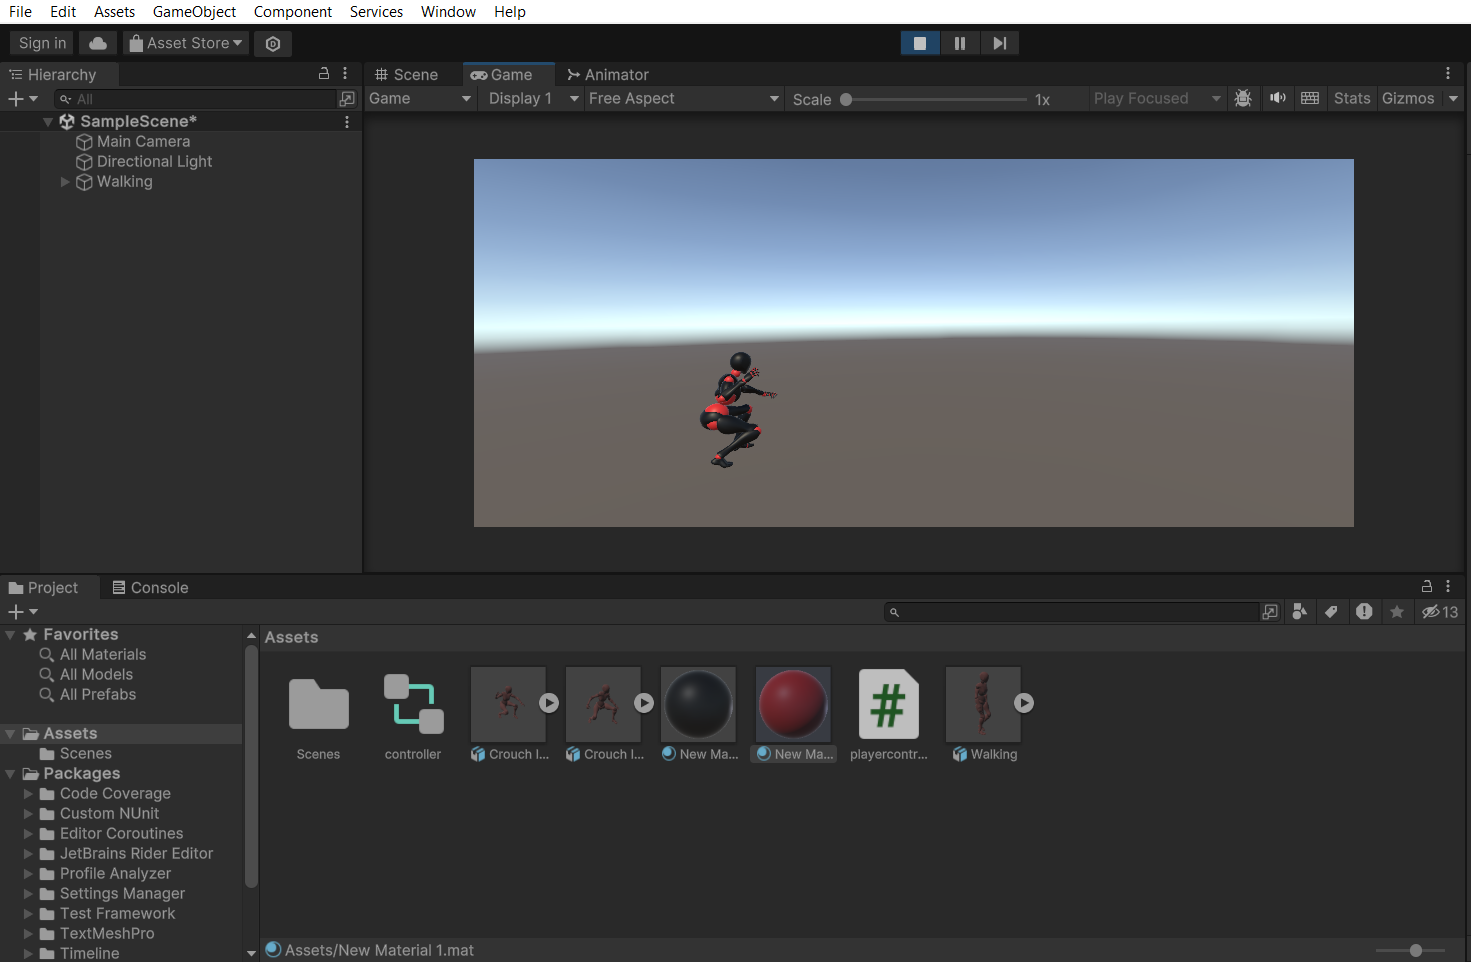 File Edit Assets GameObject Component Services Window Help
Sign in Asset Store
Hierarchy
All
SampleScene*
Main Camera
Directional Light
Walking
Scene Game Animator
Game Display 1 Free Aspect Scale 1x Play Focused Stats Gizmos
Project Console
13
Favorites
All Materials
All Models
All Prefabs
Assets
Scenes
Packages
Code Coverage
Custom NUnit
Editor Coroutines
JetBrains Rider Editor
Profile Analyzer
Settings Manager
Test Framework
TextMeshPro
Timeline
Assets
Scenes controller Crouch I... Crouch I... New Ma... New Ma... playercontr... Walking
Assets/New Material 1.mat